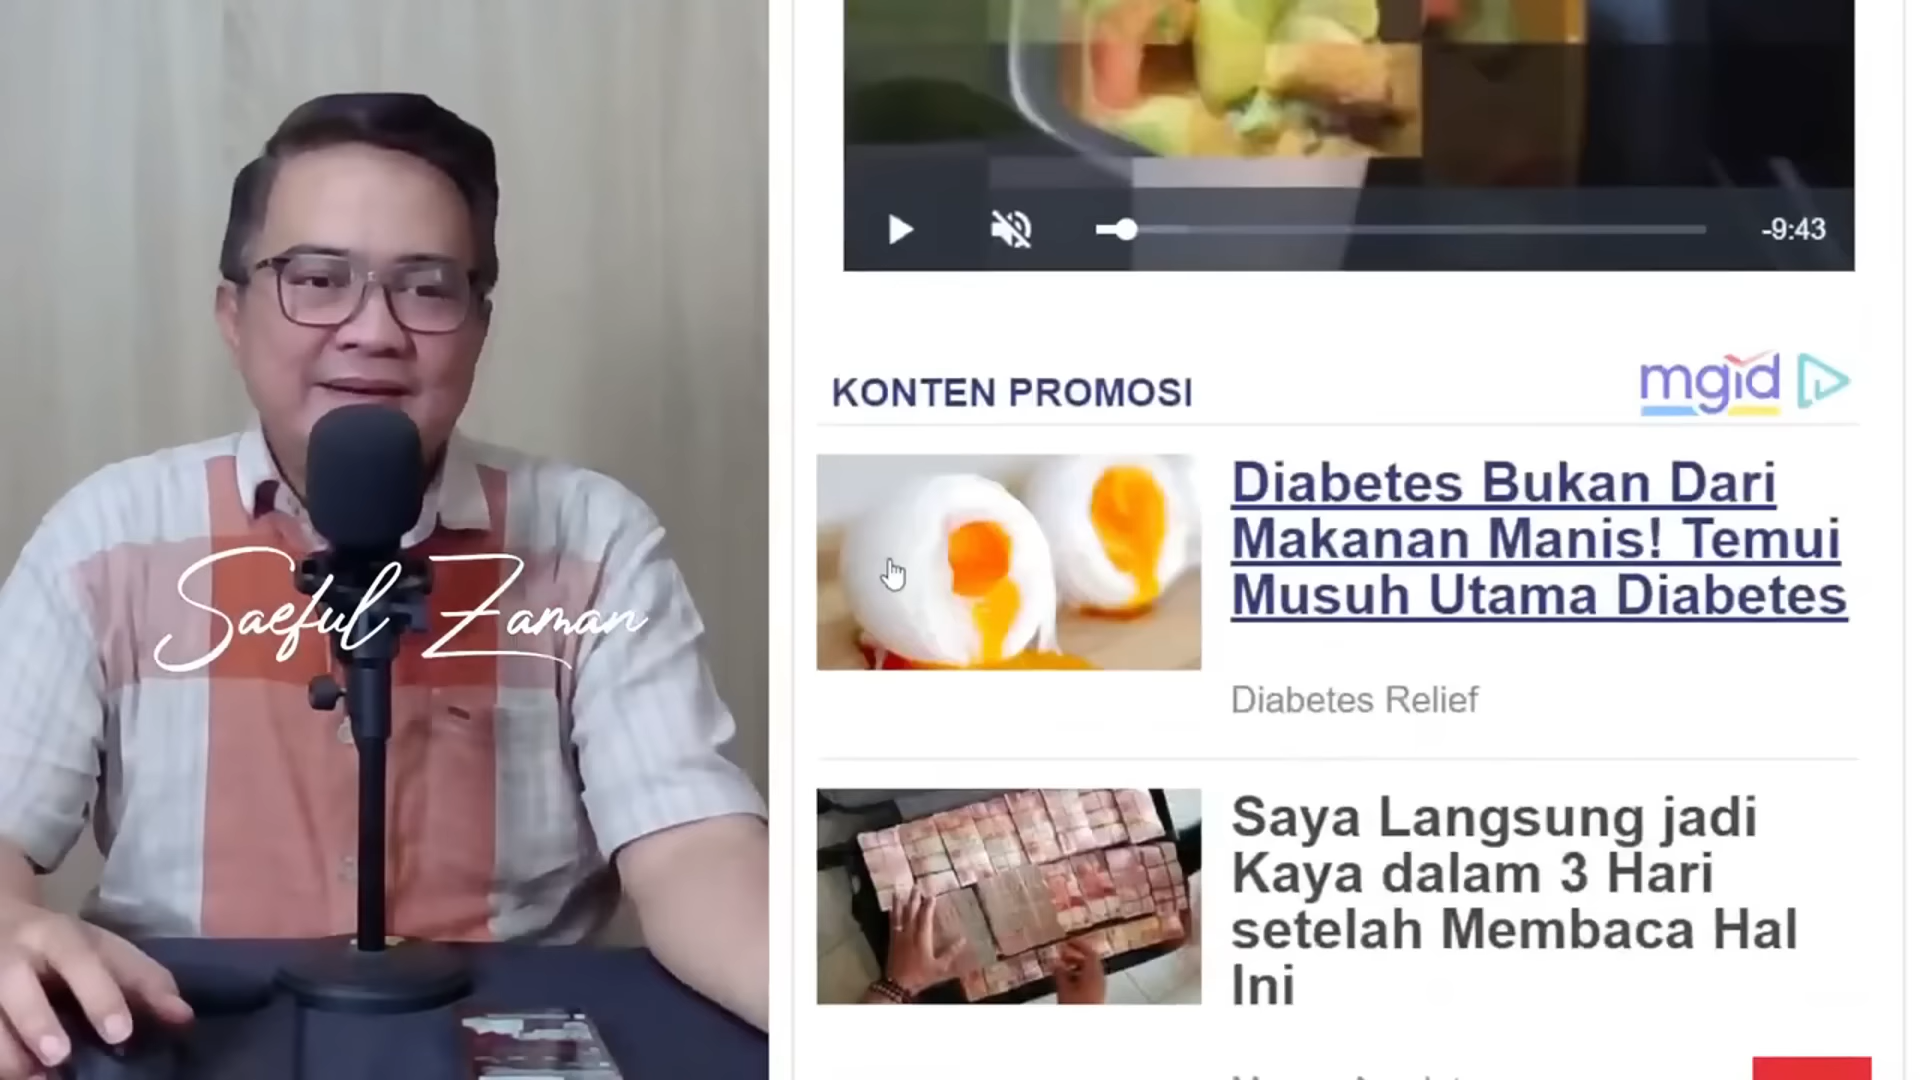 Saeful Zaman
-9:43
KONTEN PROMOSI
mgid
Diabetes Bukan Dari
Makanan Manis! Temui
Musuh Utama Diabetes
Diabetes Relief
Saya Langsung jadi
Kaya dalam 3 Hari
setelah Membaca Hal
Ini